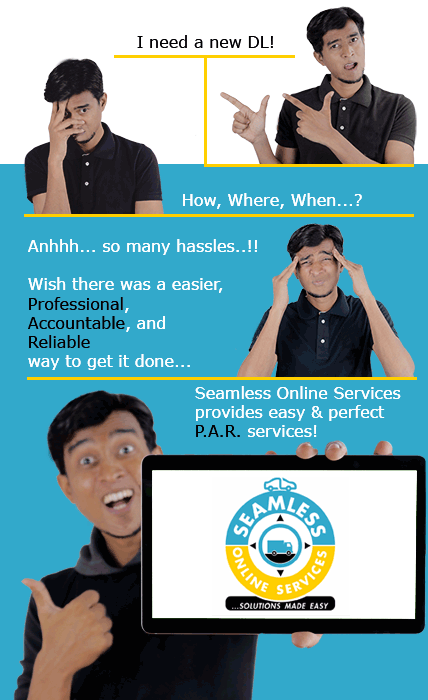 I need a new DL!
How, Where, When...?
Anhhh... so many hassles..!!
Wish there was a easier,
Professional,
Accountable, and
Reliable
way to get it done...
Seamless Online Services
provides easy & perfect
P.A.R. services!
SEAMLESS
ONLINE SERVICES
...SOLUTIONS MADE EASY